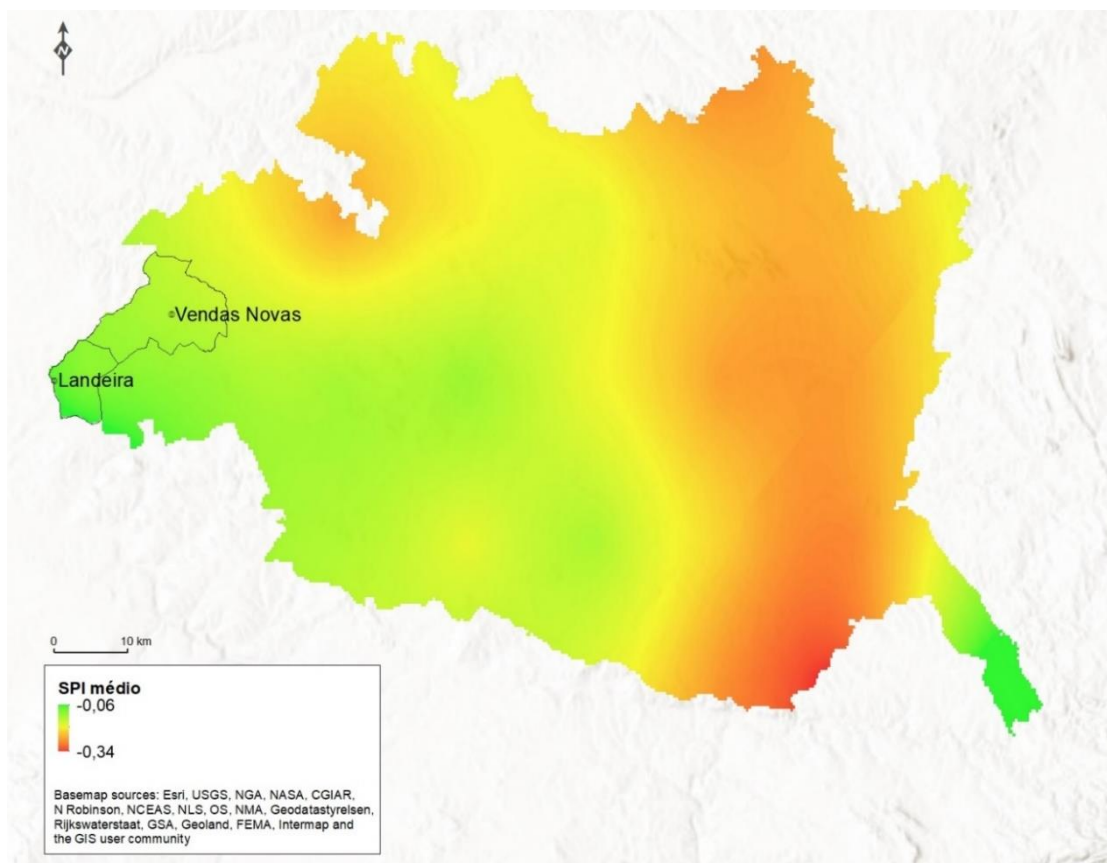 N
Vendas Novas
Landeira
0 10 km
SPI médio
-0,06
-0,34
Basemap sources: Esri, USGS, NGA, NASA, CGIAR,
N Robinson, NCEAS, NLS, OS, NMA, Geodatastyrelsen,
Rijkswaterstaat, GSA, Geoland, FEMA, Intermap and
the GIS user community